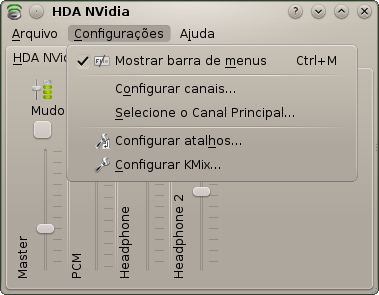 HDA NVidia
Arquivo Configurações Ajuda
HDA NV
Mostrar barra de menus Ctrl+M
Configurar canais...
Selecione o Canal Principal...
Configurar atalhos...
Configurar KMix...
Mudo
Master
PCM
Headphone
Headphone 2